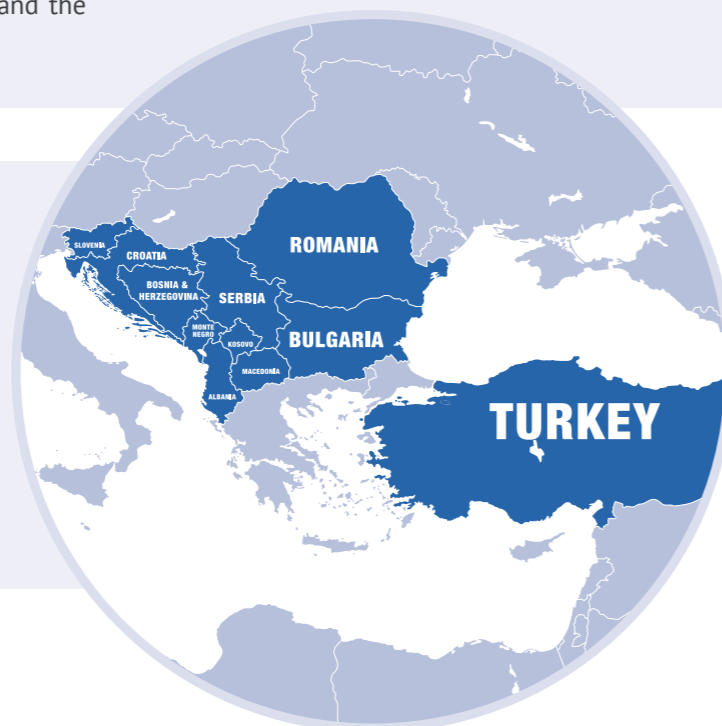 and the
ROMANIA
SLOVENIA
CROATIA
BOSNIA &
HERZEGOVINA
SERBIA
MONTE
NEGRO
KOSOVO
BULGARIA
MACEDONIA
ALBANIA
TURKEY